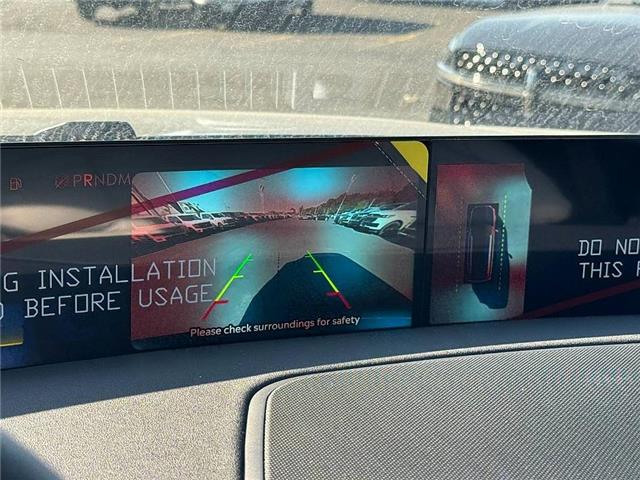 PRNDM
G INSTALLATION
BEFORE USAGE
Please check surroundings for safety
DO NO
THIS